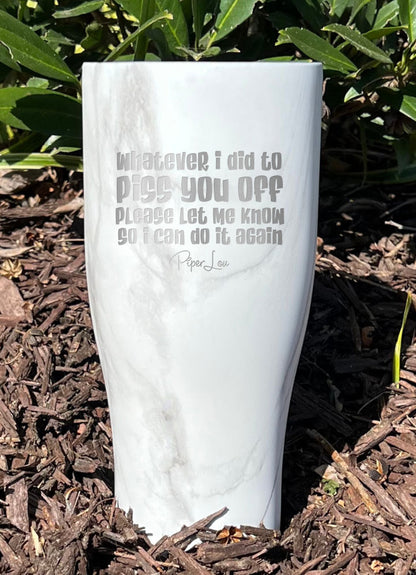 Whatever i did to
Piss you off
Please Let Me Know
so i can do it again
Piper Lou